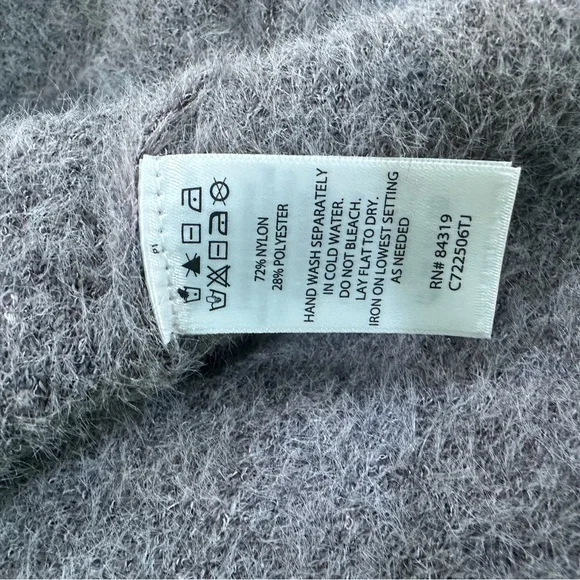 72% NYLON
28% POLYESTER
HAND WASH SEPARATELY
IN COLD WATER.
DO NOT BLEACH.
LAY FLAT TO DRY.
IRON ON LOWEST SETTING
AS NEEDED
RN# 84319
C722506TJ